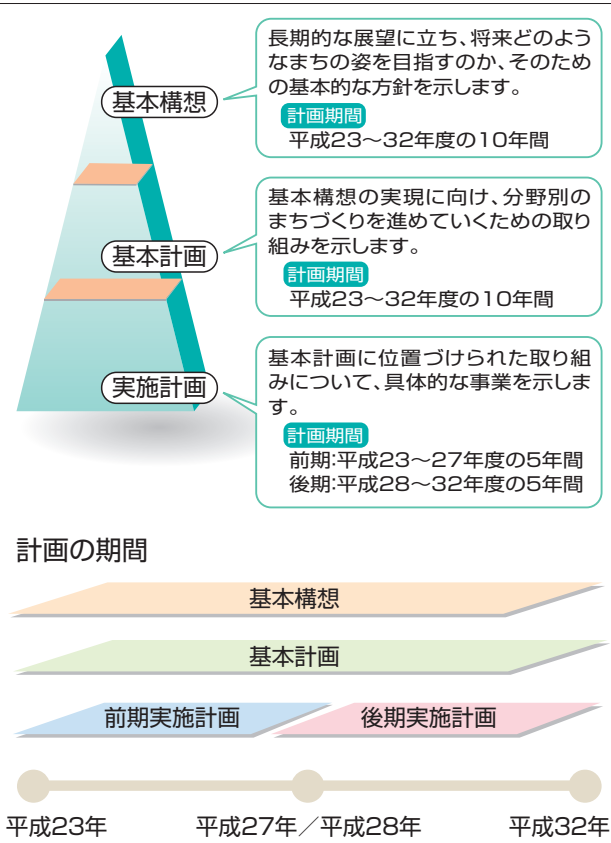 長期的な展望に立ち、将来どのよう
なまちの姿を目指すのか、そのため
の基本的な方針を示します。
計画期間
平成23〜32年度の10年間
基本構想
基本構想の実現に向け、分野別の
まちづくりを進めていくための取り
組みを示します。
計画期間
平成23〜32年度の10年間
基本計画
基本計画に位置づけられた取り組
みについて、具体的な事業を示しま
す。
計画期間
前期:平成23〜27年度の5年間
後期:平成28〜32年度の5年間
実施計画
計画の期間
基本構想
基本計画
前期実施計画 後期実施計画
平成23年 平成27年／平成28年 平成32年